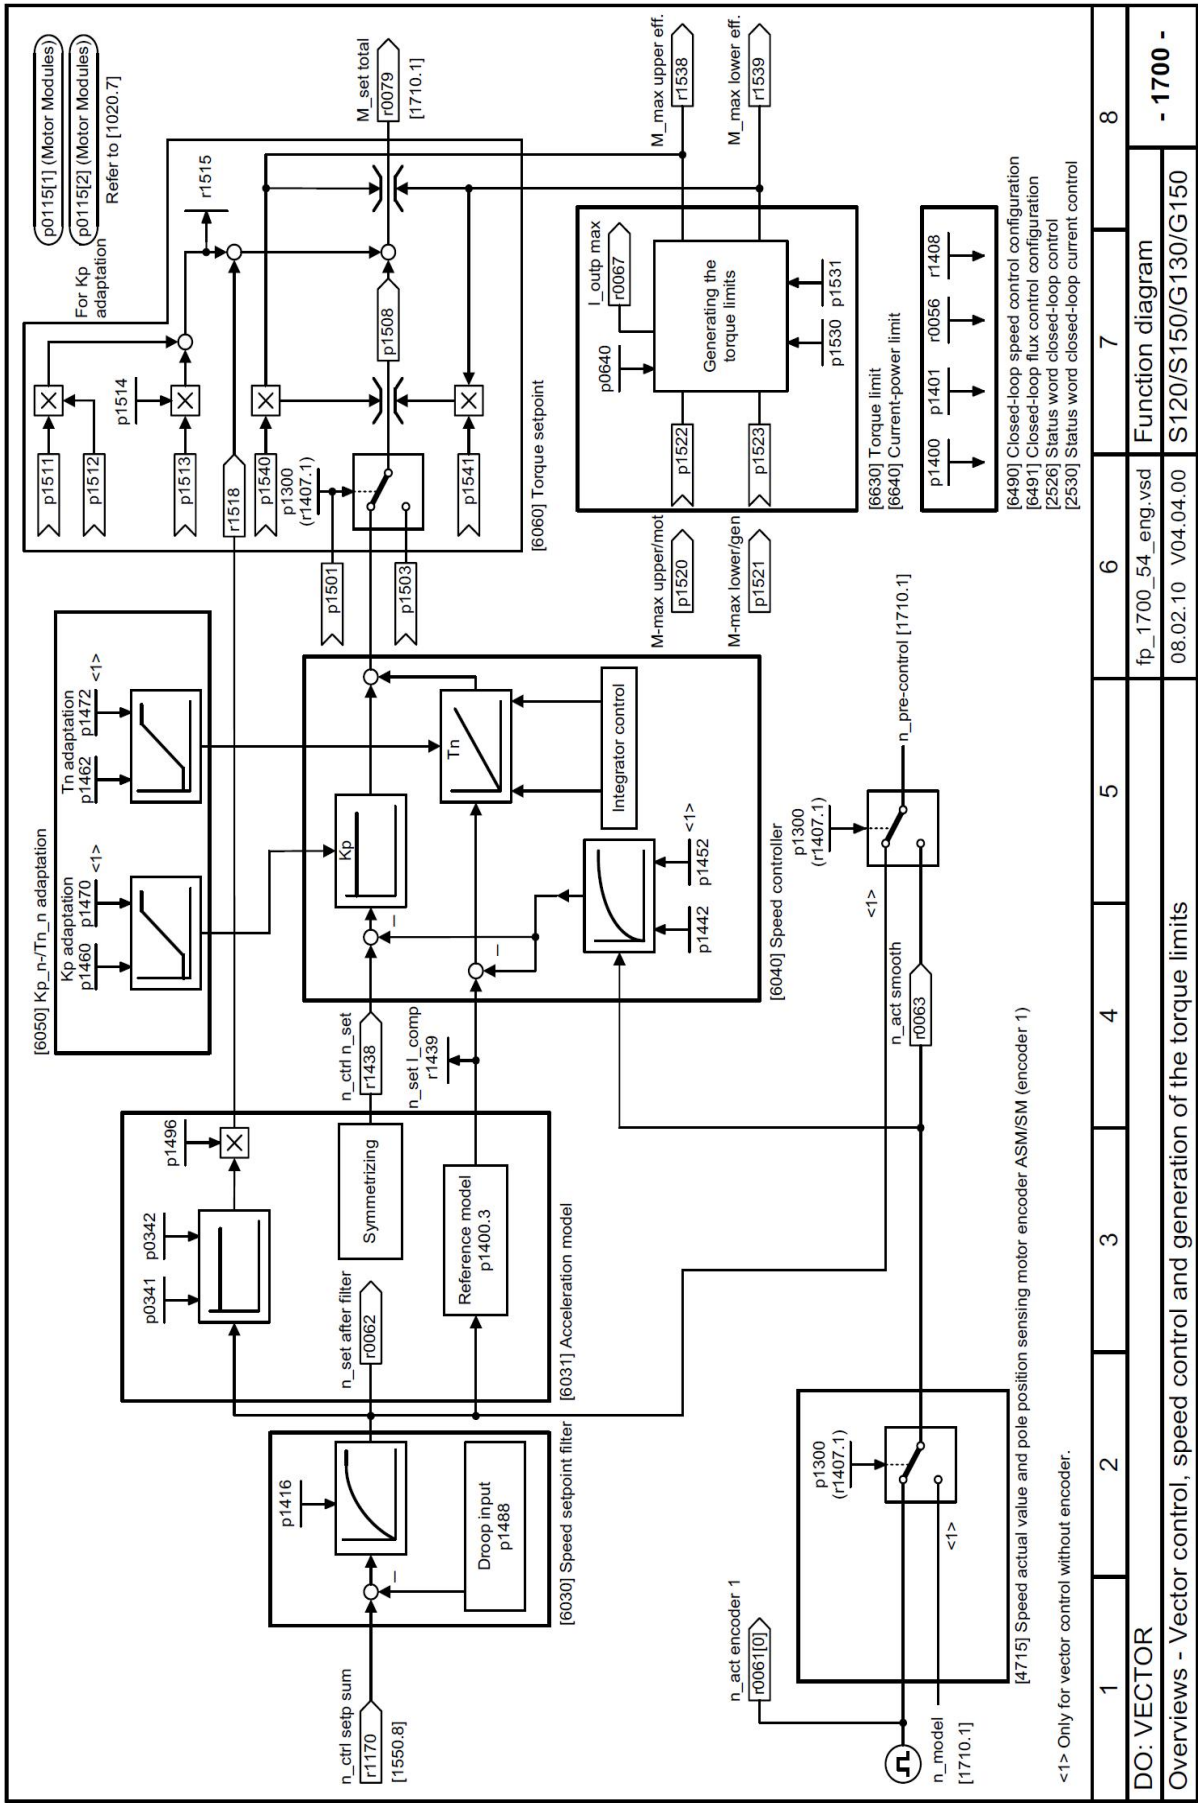 n_ctrl setp sum
r1170
[1550.8]
p1416
Droop input
p1488
[6030] Speed setpoint filter
p0341
p0342
p1496
n_set after filter
r0062
Symmetrizing
Reference model
p1400.3
[6031] Acceleration model
n_ctrl n_set
r1438
n_set I_comp
r1439
[6050] Kp_n-/Tn_n adaptation
Kp adaptation
p1460
p1470
<1>
Tn adaptation
p1462
p1472
<1>
Kp
Tn
Integrator control
p1442
p1452
<1>
[6040] Speed controller
p1511
p1512
p1514
p1513
r1518
p1540
p1300
(r1407.1)
p1501
p1503
p1541
For Kp
adaptation
r1515
p1508
[6060] Torque setpoint
p0115[1] (Motor Modules)
p0115[2] (Motor Modules)
Refer to [1020.7]
M_set total
r0079
[1710.1]
M-max upper/mot
p1520
M-max lower/gen
p1521
p1522
p1523
p0640
I_outp max
r0067
Generating the
torque limits
p1530
p1531
M_max upper eff.
r1538
M_max lower eff.
r1539
[6630] Torque limit
[6640] Current-power limit
p1400
p1401
r0056
r1408
[6490] Closed-loop speed control configuration
[6491] Closed-loop flux control configuration
[2526] Status word closed-loop control
[2530] Status word closed-loop current control
n_act encoder 1
r0061[0]
n_model
[1710.1]
p1300
(r1407.1)
<1>
[4715] Speed actual value and pole position sensing motor encoder ASM/SM (encoder 1)
n_act smooth
r0063
<1>
p1300
(r1407.1)
n_pre-control [1710.1]
<1> Only for vector control without encoder.
1
2
3
4
5
6
7
8
DO: VECTOR
fp_1700_54_eng.vsd
Function diagram
- 1700 -
Overviews - Vector control, speed control and generation of the torque limits
08.02.10 V04.04.00
S120/S150/G130/G150